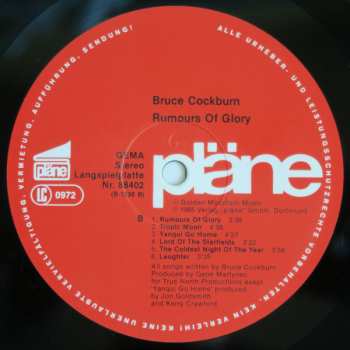 ALLE URHEBER- UND LEISTUNGSSCHUTZRECHTE VORBEHALTEN. KEIN VERLEIH! KEINE UNERLAUBTE VERVIELFÄLTIGUNG, VERMIETUNG, AUFFÜHRUNG, SENDUNG!
pläne
LC 0972
Bruce Cockburn
Rumours Of Glory
GEMA
Stereo
Langspielplatte
Nr. 88402
pläne
℗ Golden Mountain Music
© 1985 Verlag „pläne“ GmbH, Dortmund
B
1. Rumours Of Glory
2. Tropic Moon
3. Yanqui Go Home
4. Lord Of The Starfields
5. The Coldest Night Of The Year
6. Laughter
All songs written by Bruce Cockburn
Produced by Gene Martynec
for True North Productions exept
"Yanqui Go Home" produced
by Jon Goldsmith
and Kerry Crawford